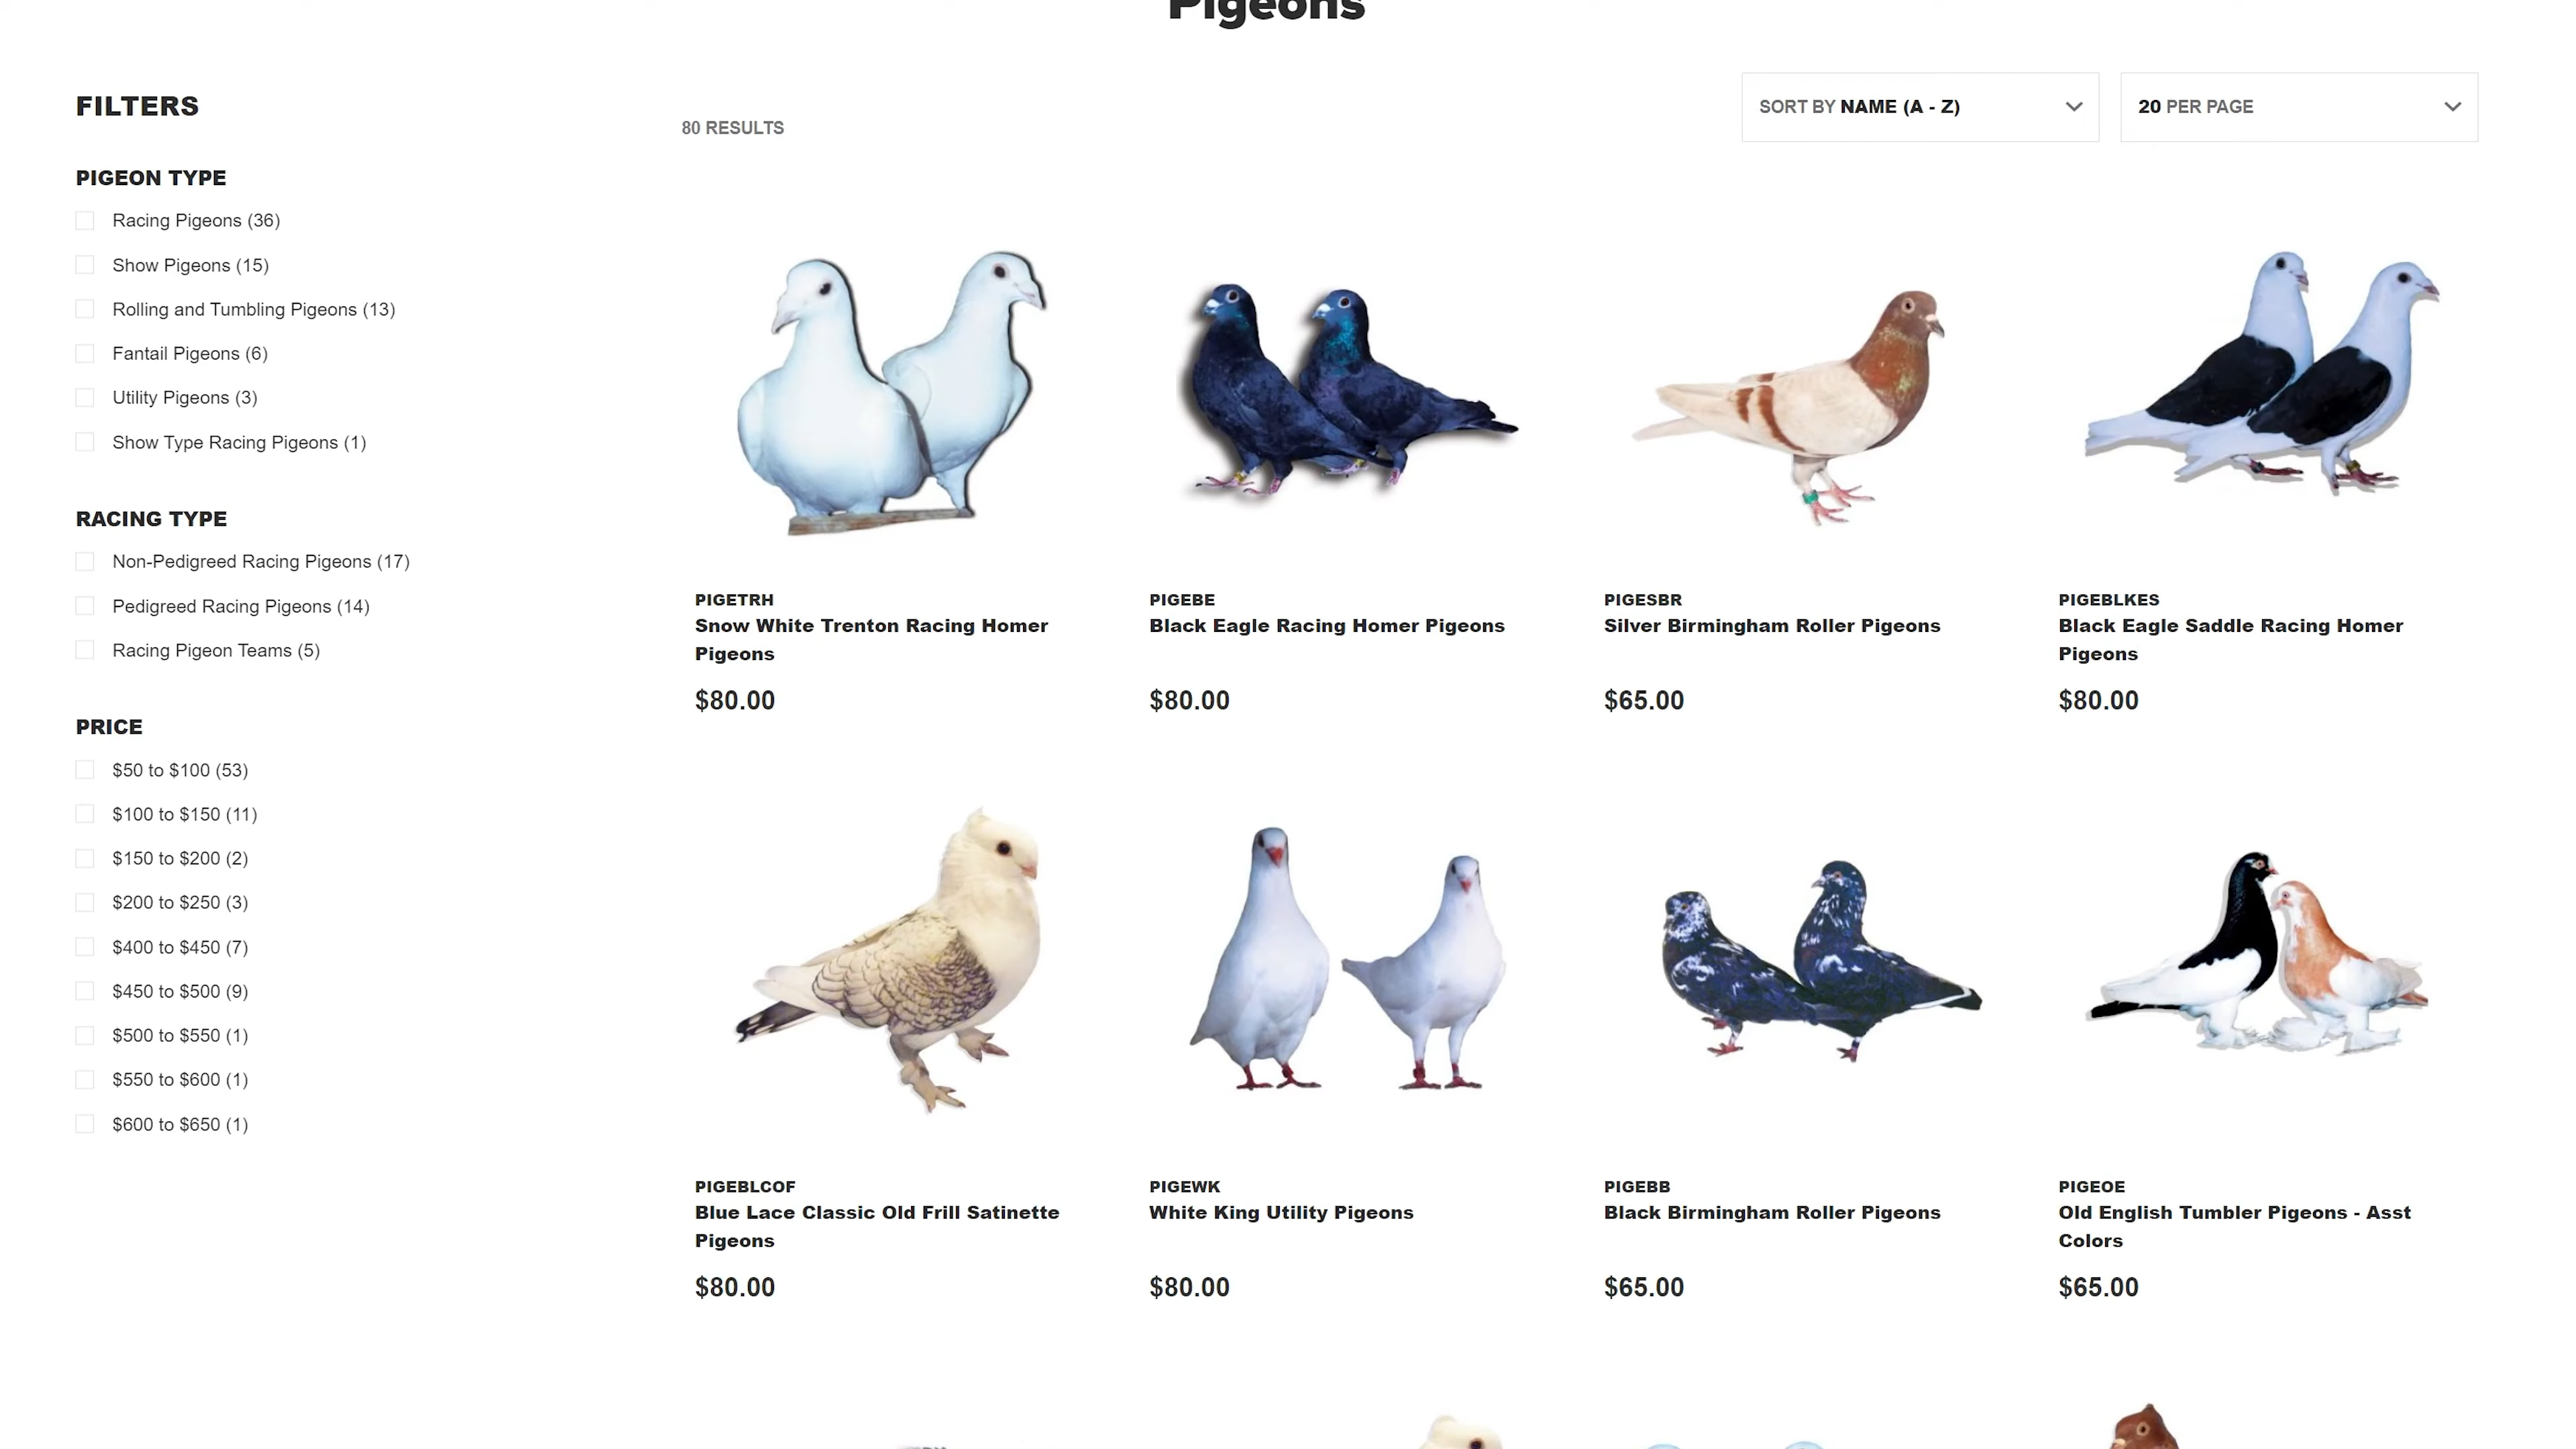 Pigeons
FILTERS
80 RESULTS
SORT BY NAME (A - Z)
20 PER PAGE
PIGEON TYPE
Racing Pigeons (36)
Show Pigeons (15)
Rolling and Tumbling Pigeons (13)
Fantail Pigeons (6)
Utility Pigeons (3)
Show Type Racing Pigeons (1)
RACING TYPE
Non-Pedigreed Racing Pigeons (17)
Pedigreed Racing Pigeons (14)
Racing Pigeon Teams (5)
PRICE
$50 to $100 (53)
$100 to $150 (11)
$150 to $200 (2)
$200 to $250 (3)
$400 to $450 (7)
$450 to $500 (9)
$500 to $550 (1)
$550 to $600 (1)
$600 to $650 (1)
PIGETRH
Snow White Trenton Racing Homer
Pigeons
$80.00
PIGEBE
Black Eagle Racing Homer Pigeons
$80.00
PIGESBR
Silver Birmingham Roller Pigeons
$65.00
PIGEBLKES
Black Eagle Saddle Racing Homer
Pigeons
$80.00
PIGEBLCOF
Blue Lace Classic Old Frill Satinette
Pigeons
$80.00
PIGEWK
White King Utility Pigeons
$80.00
PIGEBB
Black Birmingham Roller Pigeons
$65.00
PIGEOE
Old English Tumbler Pigeons - Asst
Colors
$65.00